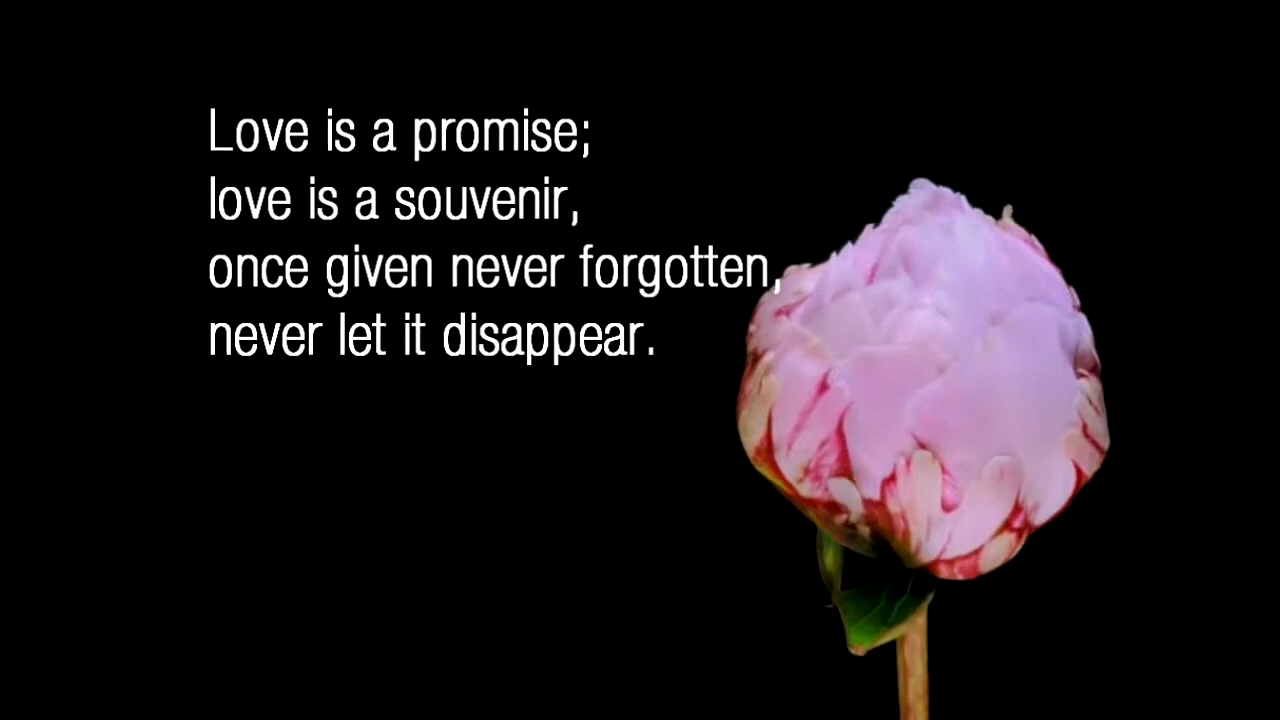 Love is a promise;
love is a souvenir,
once given never forgotten,
never let it disappear.